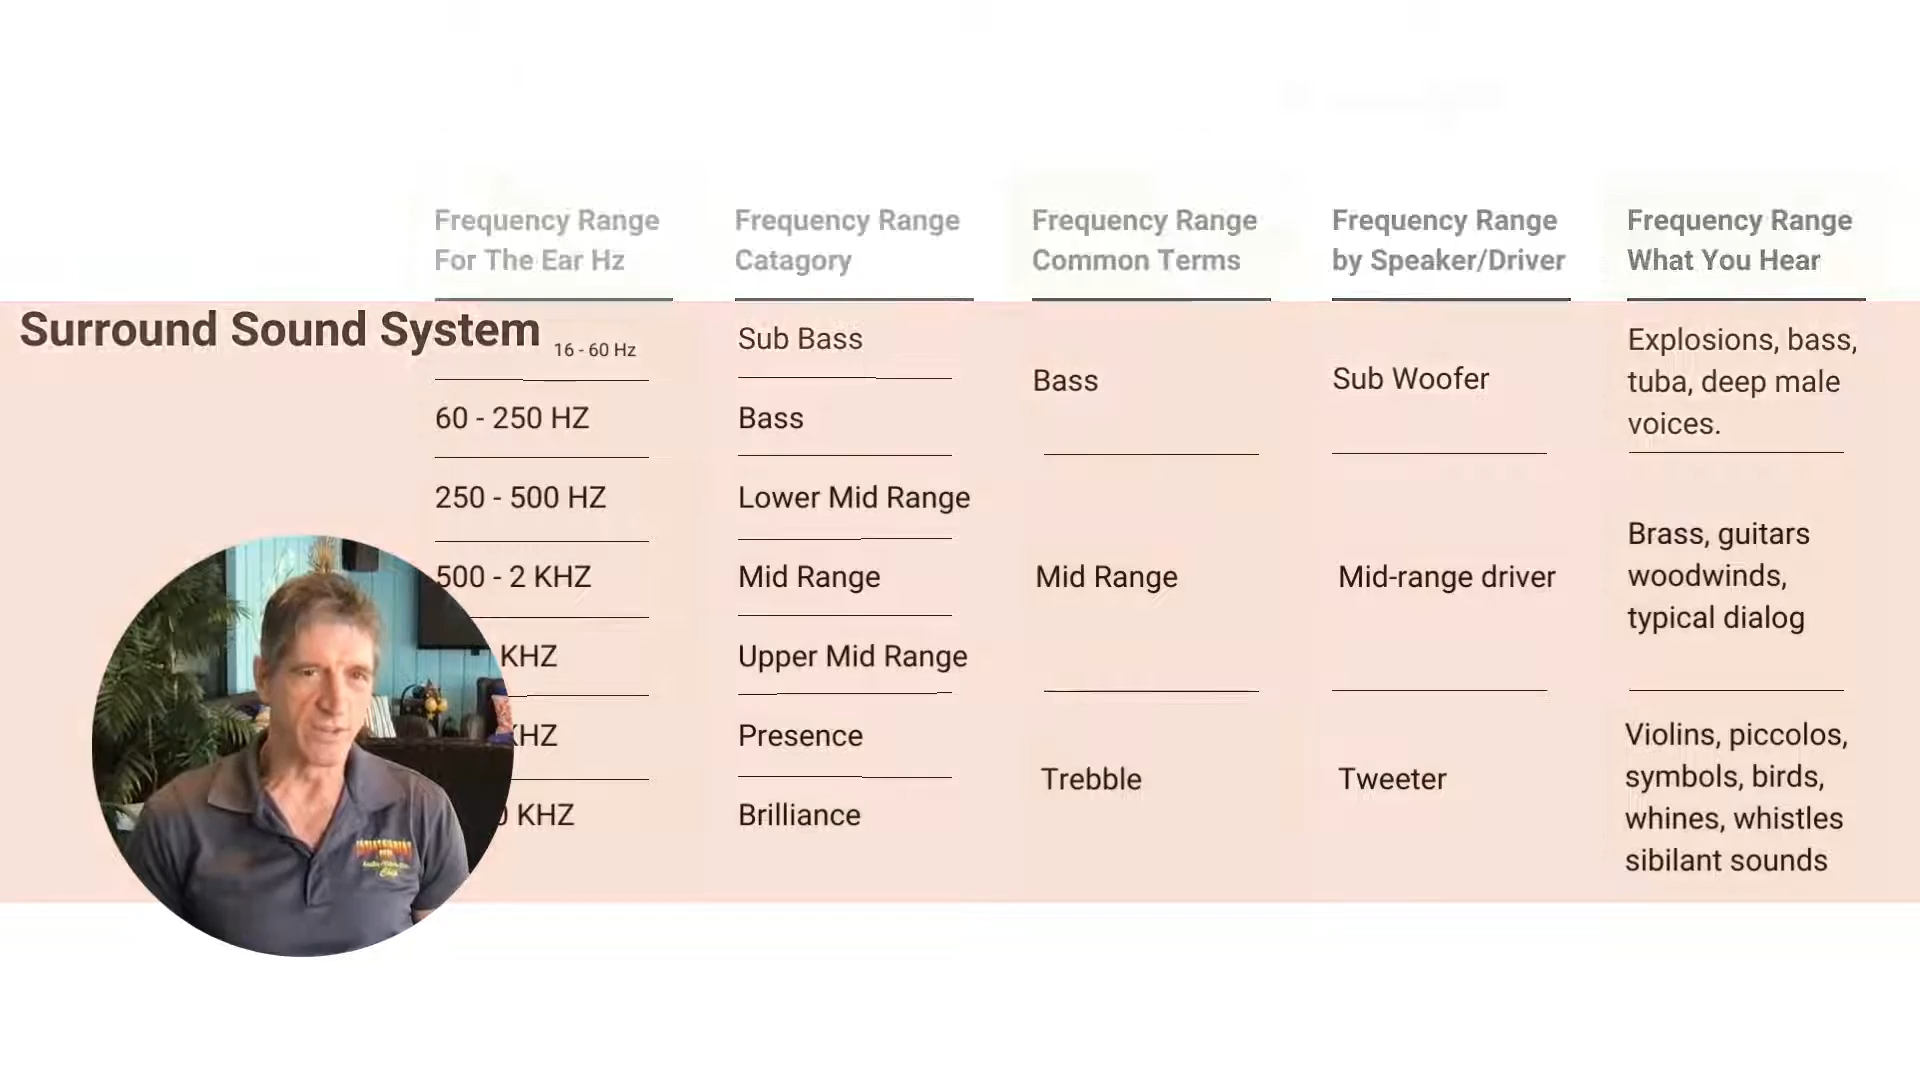 Frequency Range
For The Ear Hz
Frequency Range
Catagory
Frequency Range
Common Terms
Frequency Range
by Speaker/Driver
Frequency Range
What You Hear
Surround Sound System
16 - 60 Hz
Sub Bass
Bass
Sub Woofer
Explosions, bass,
tuba, deep male
voices.
60 - 250 HZ
Bass
250 - 500 HZ
Lower Mid Range
500 - 2 KHZ
Mid Range
Mid Range
Mid-range driver
Brass, guitars
woodwinds,
typical dialog
KHZ
Upper Mid Range
KHZ
Presence
Trebble
Tweeter
Violins, piccolos,
symbols, birds,
whines, whistles
sibilant sounds
KHZ
Brilliance